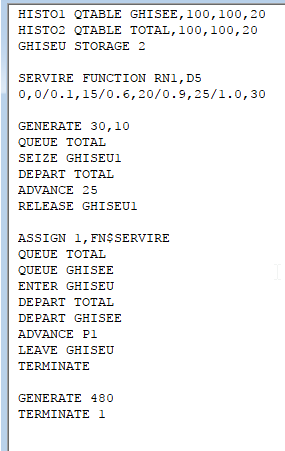 HISTO1 QTABLE GHISEE,100,100,20
HISTO2 QTABLE TOTAL,100,100,20
GHISEU STORAGE 2
SERVIRE FUNCTION RN1,D5
0,0/0.1,15/0.6,20/0.9,25/1.0,30
GENERATE 30,10
QUEUE TOTAL
SEIZE GHISEU1
DEPART TOTAL
ADVANCE 25
RELEASE GHISEU1
ASSIGN 1,FN$SERVIRE
QUEUE TOTAL
QUEUE GHISEE
ENTER GHISEU
DEPART TOTAL
DEPART GHISEE
ADVANCE P1
LEAVE GHISEU
TERMINATE
GENERATE 480
TERMINATE 1